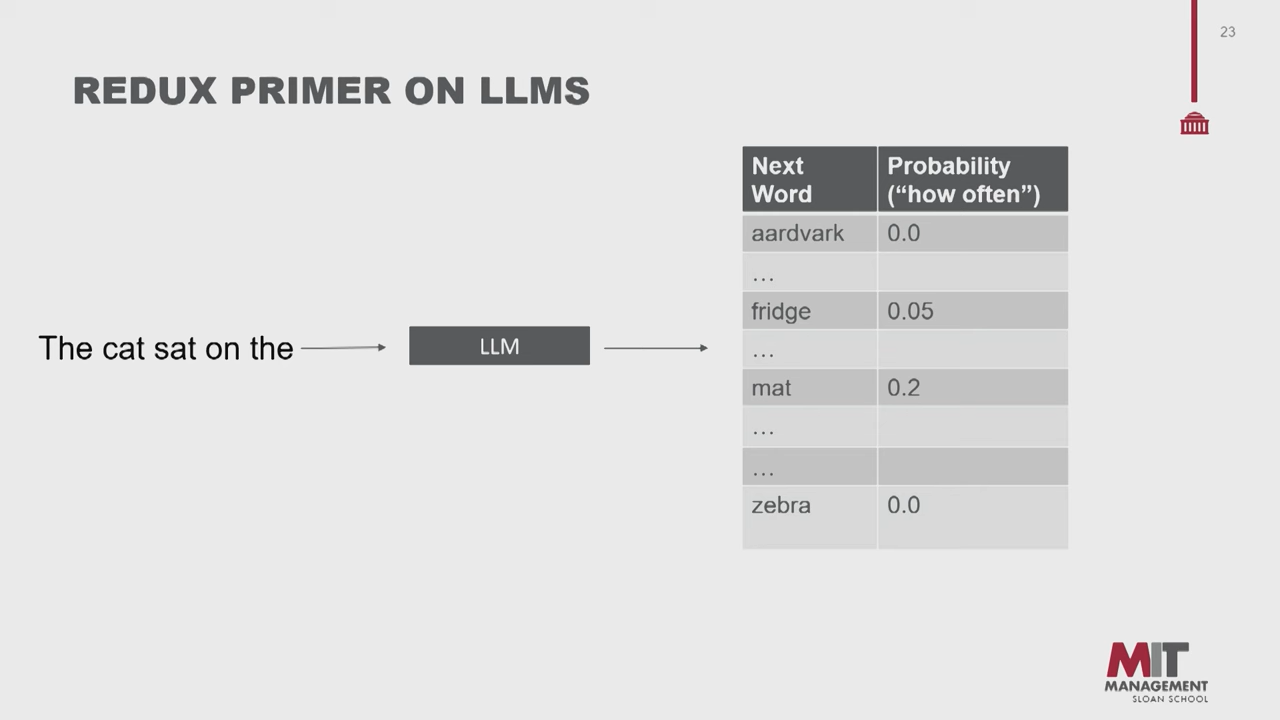 23
REDUX PRIMER ON LLMS
The cat sat on the
LLM
Next Word Probability (“how often”)
aardvark 0.0
…
fridge 0.05
…
mat 0.2
…
…
zebra 0.0
MIT
MANAGEMENT
SLOAN SCHOOL